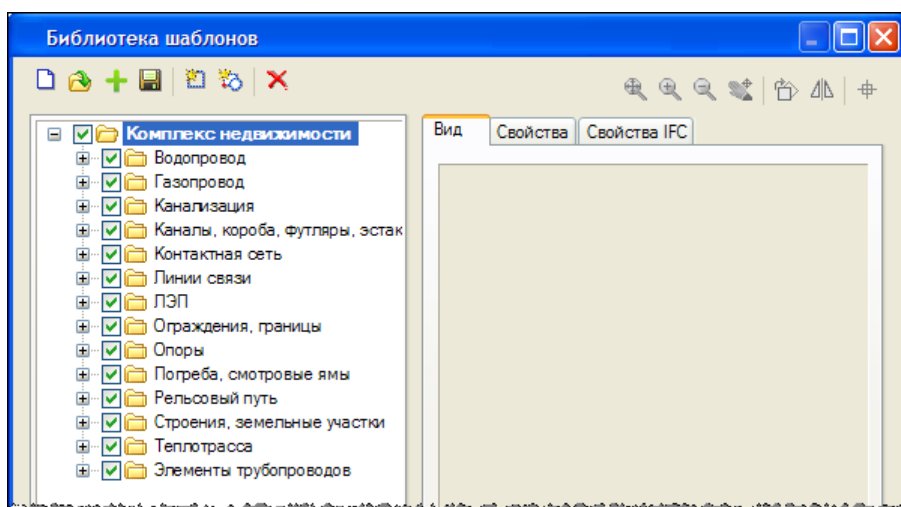 Библиотека шаблонов
Комплекс недвижимости
Водопровод
Газопровод
Канализация
Каналы, короба, футляры, эстак
Контактная сеть
Линии связи
ЛЭП
Ограждения, границы
Опоры
Погреба, смотровые ямы
Рельсовый путь
Строения, земельные участки
Теплотрасса
Элементы трубопроводов
Вид
Свойства
Свойства IFC